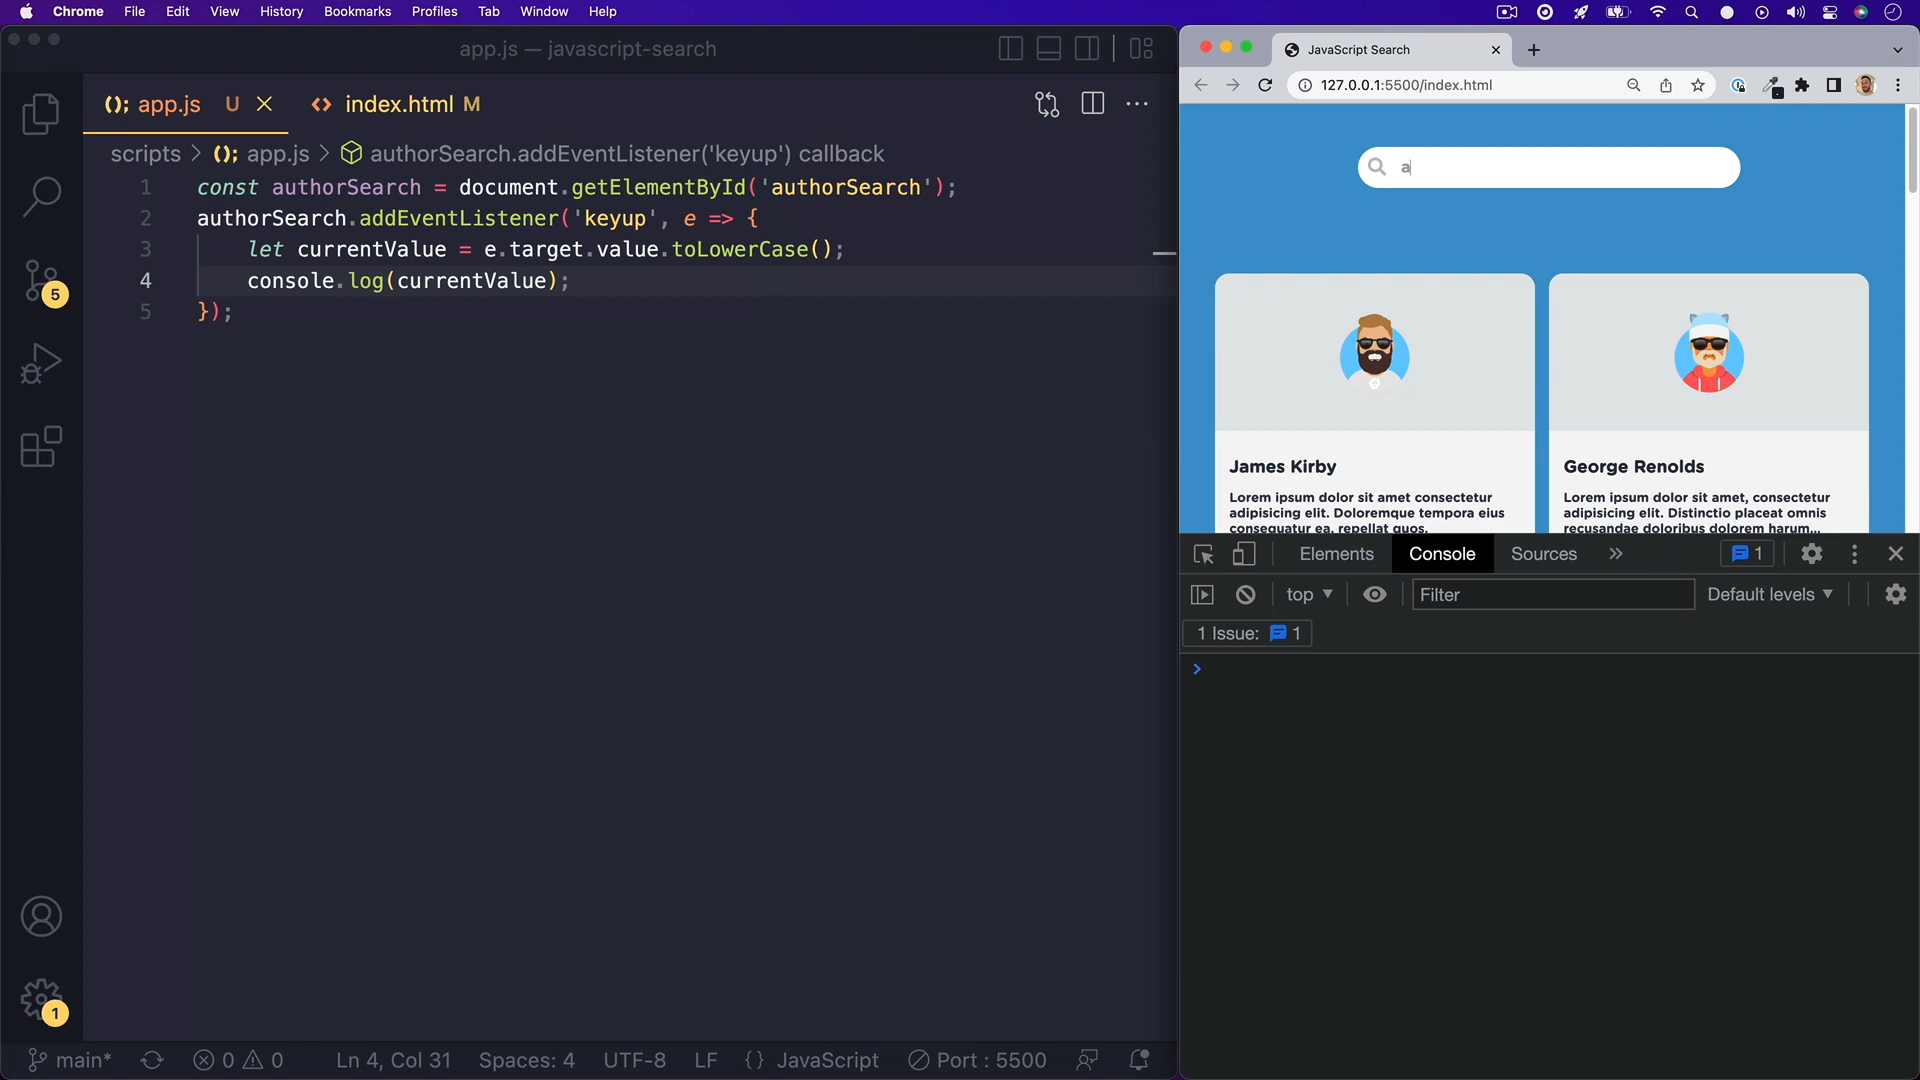 Chrome File Edit View History Bookmarks Profiles Tab Window Help
app.js — javascript-search
(); app.js U
<> index.html M
scripts > (); app.js > authorSearch.addEventListener('keyup') callback
1 const authorSearch = document.getElementById('authorSearch');
2 authorSearch.addEventListener('keyup', e => {
3 let currentValue = e.target.value.toLowerCase();
4 console.log(currentValue);
5 });
5
1
main* 0 0 Ln 4, Col 31 Spaces: 4 UTF-8 LF {} JavaScript Port : 5500
JavaScript Search
127.0.0.1:5500/index.html
a
James Kirby
Lorem ipsum dolor sit amet consectetur
adipisicing elit. Doloremque tempora eius
consequatur ea, repellat quos.
George Renolds
Lorem ipsum dolor sit amet, consectetur
adipisicing elit. Distinctio placeat omnis
recusandae doloribus dolorem harum...
Elements Console Sources » 1
top ▼ Filter Default levels ▼
1 Issue: 1
>